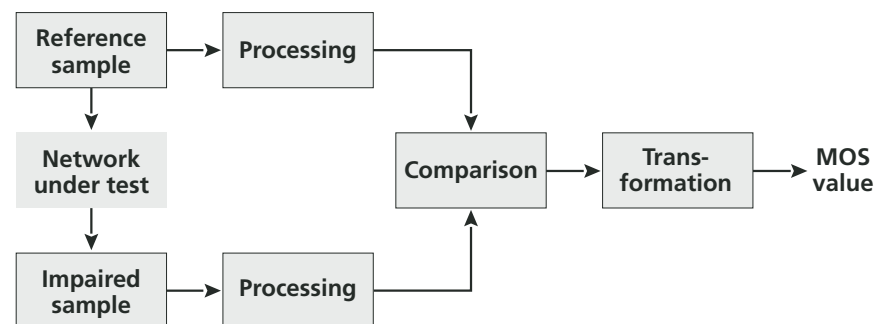 Reference
sample
Processing
Network
under test
Comparison
Trans-
formation
MOS
value
Impaired
sample
Processing